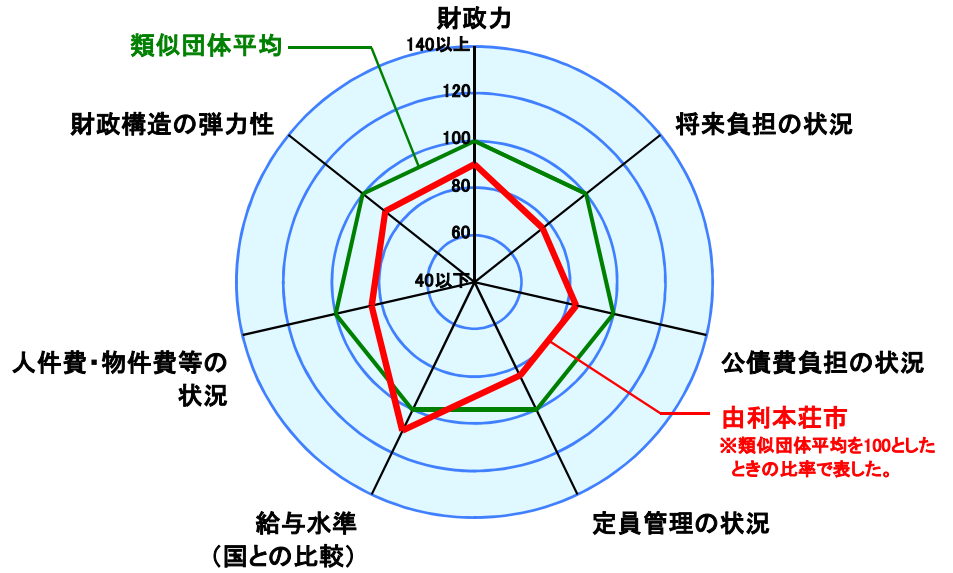 財政力
類似団体平均
140以上
120
100
80
60
40以下
財政構造の弾力性
将来負担の状況
人件費・物件費等の
状況
公債費負担の状況
由利本荘市
※類似団体平均を100とした
ときの比率で表した。
給与水準
（国との比較）
定員管理の状況